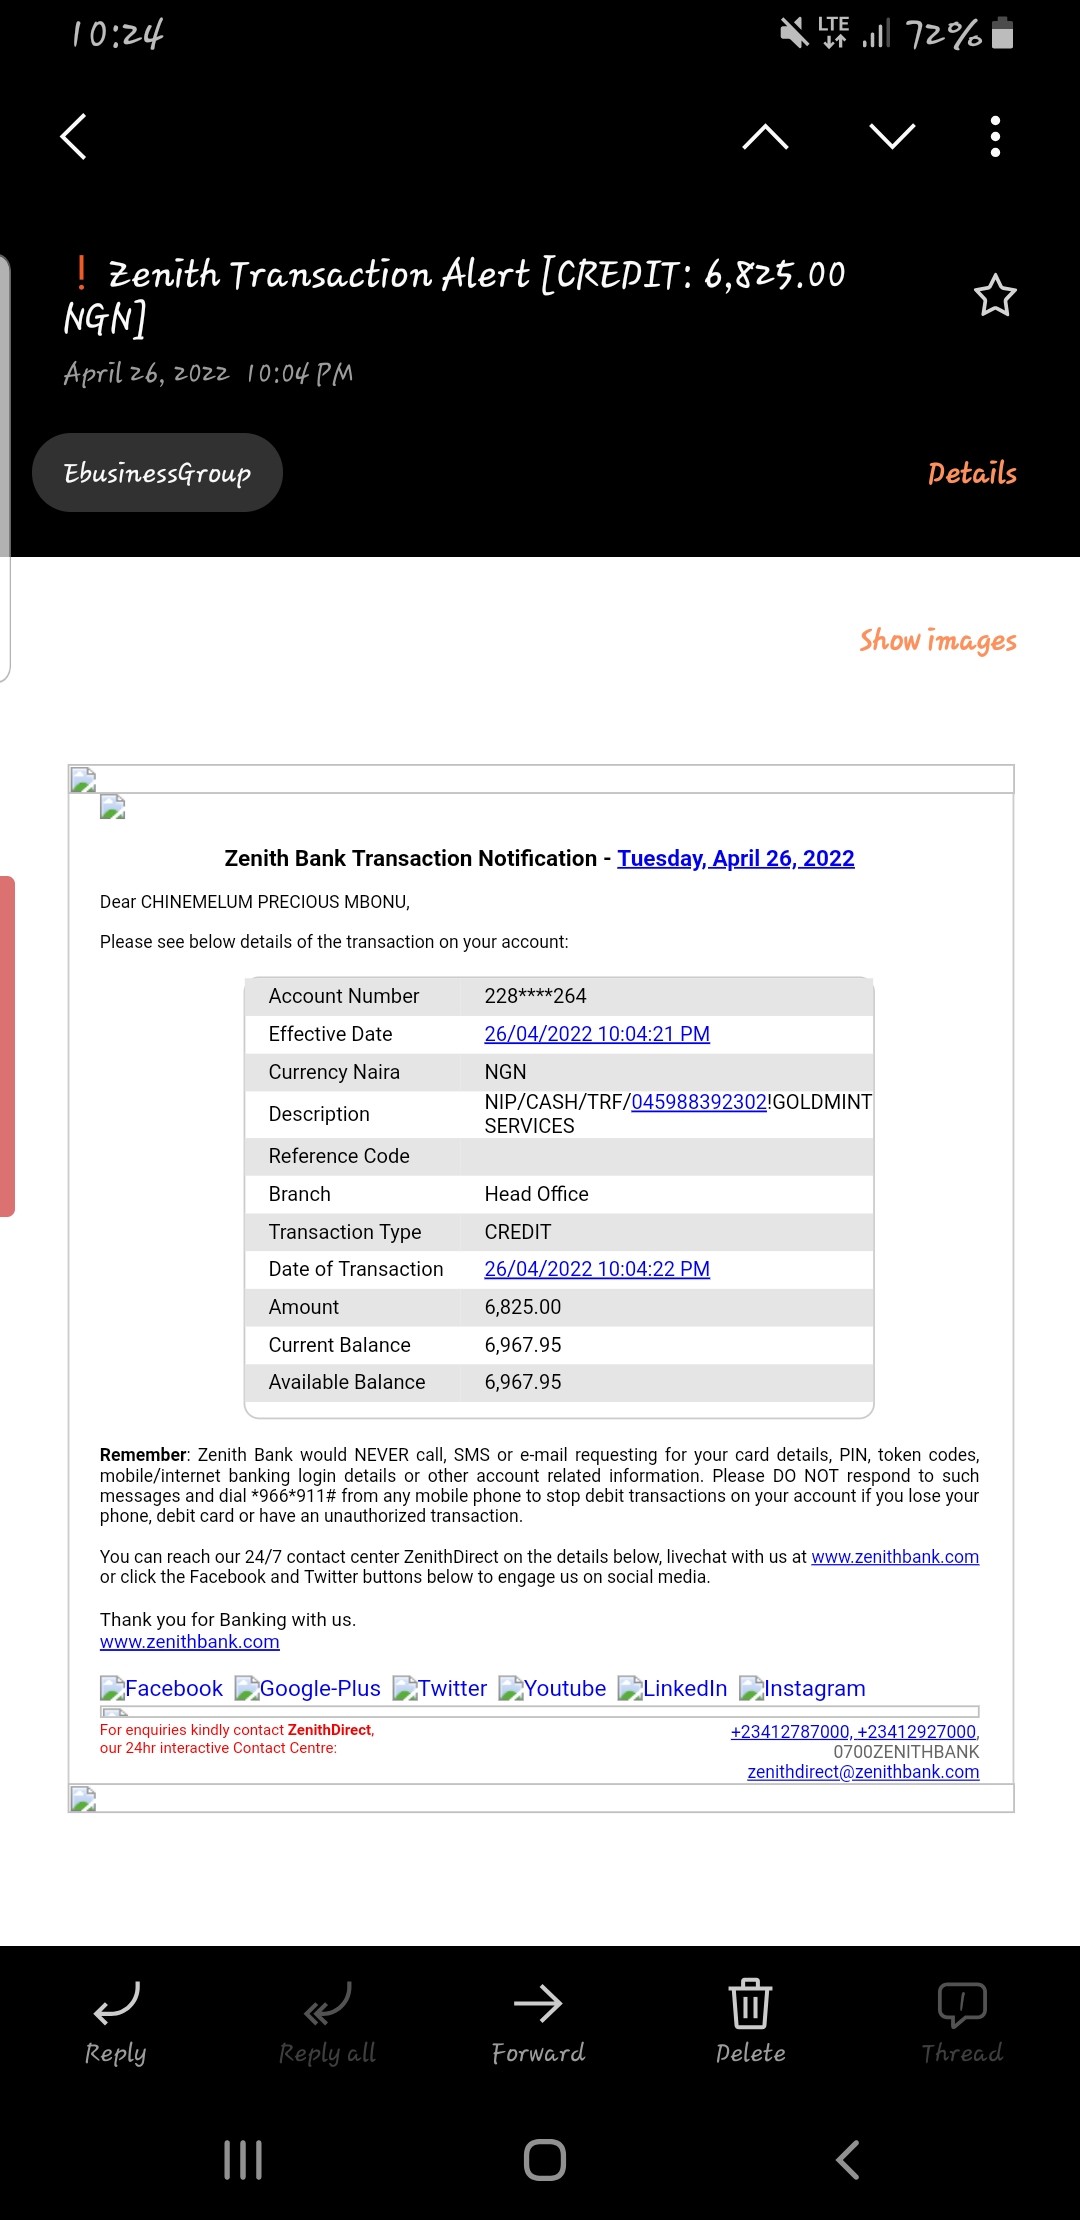 10:24 LTE 72%
! Zenith Transaction Alert [CREDIT: 6,825.00
NGN]
April 26, 2022 10:04 PM
EbusinessGroup Details
Show images
Zenith Bank Transaction Notification - Tuesday, April 26, 2022
Dear CHINEMELUM PRECIOUS MBONU,
Please see below details of the transaction on your account:
Account Number 228****264
Effective Date 26/04/2022 10:04:21 PM
Currency Naira NGN
Description NIP/CASH/TRF/045988392302!GOLDMINT
SERVICES
Reference Code
Branch Head Office
Transaction Type CREDIT
Date of Transaction 26/04/2022 10:04:22 PM
Amount 6,825.00
Current Balance 6,967.95
Available Balance 6,967.95
Remember: Zenith Bank would NEVER call, SMS or e-mail requesting for your card details, PIN, token codes,
mobile/internet banking login details or other account related information. Please DO NOT respond to such
messages and dial *966*911# from any mobile phone to stop debit transactions on your account if you lose your
phone, debit card or have an unauthorized transaction.
You can reach our 24/7 contact center ZenithDirect on the details below, livechat with us at www.zenithbank.com
or click the Facebook and Twitter buttons below to engage us on social media.
Thank you for Banking with us.
www.zenithbank.com
Facebook Google-Plus Twitter Youtube LinkedIn Instagram
For enquiries kindly contact ZenithDirect, +23412787000, +23412927000,
our 24hr interactive Contact Centre: 0700ZENITHBANK
zenithdirect@zenithbank.com
Reply Reply all Forward Delete Thread